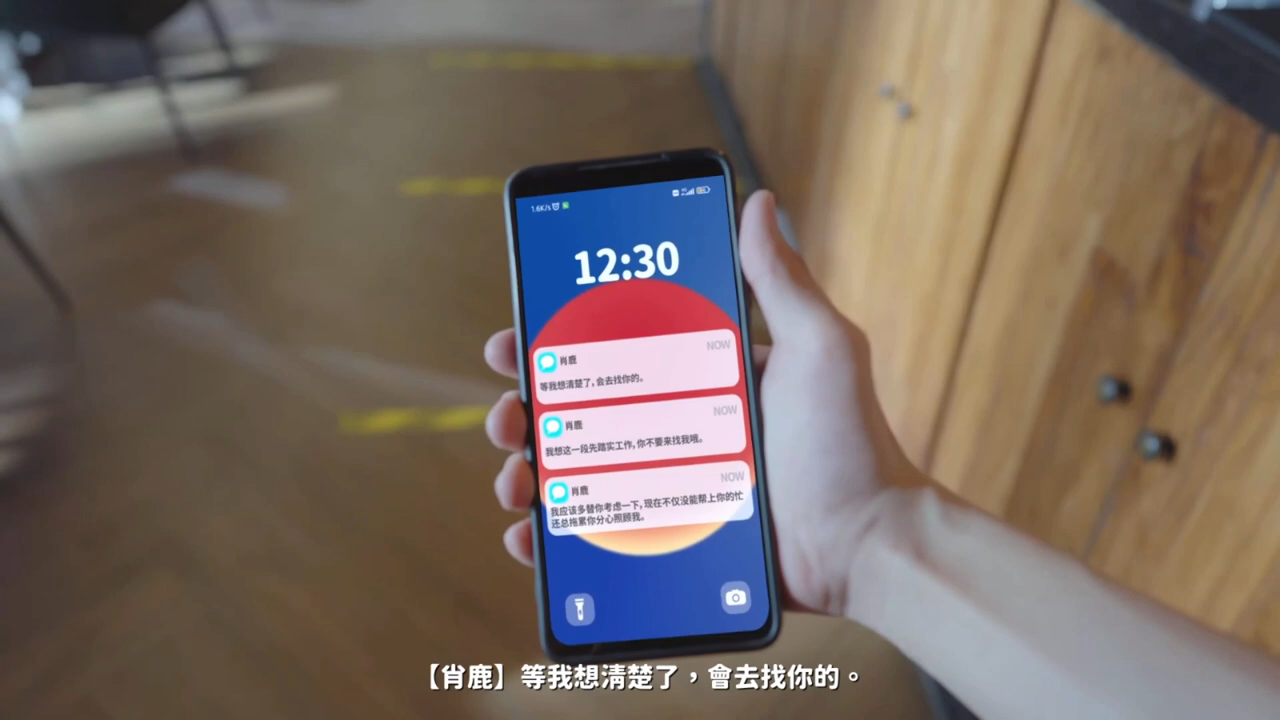 1.6K/s
12:30
肖鹿
NOW
等我想清楚了,会去找你的。
肖鹿
NOW
我想这一段先踏实工作,你不要来找我哦。
肖鹿
NOW
我应该多替你考虑一下,现在不仅没能帮上你的忙
还总拖累你分心照顾我。
【肖鹿】等我想清楚了，會去找你的。